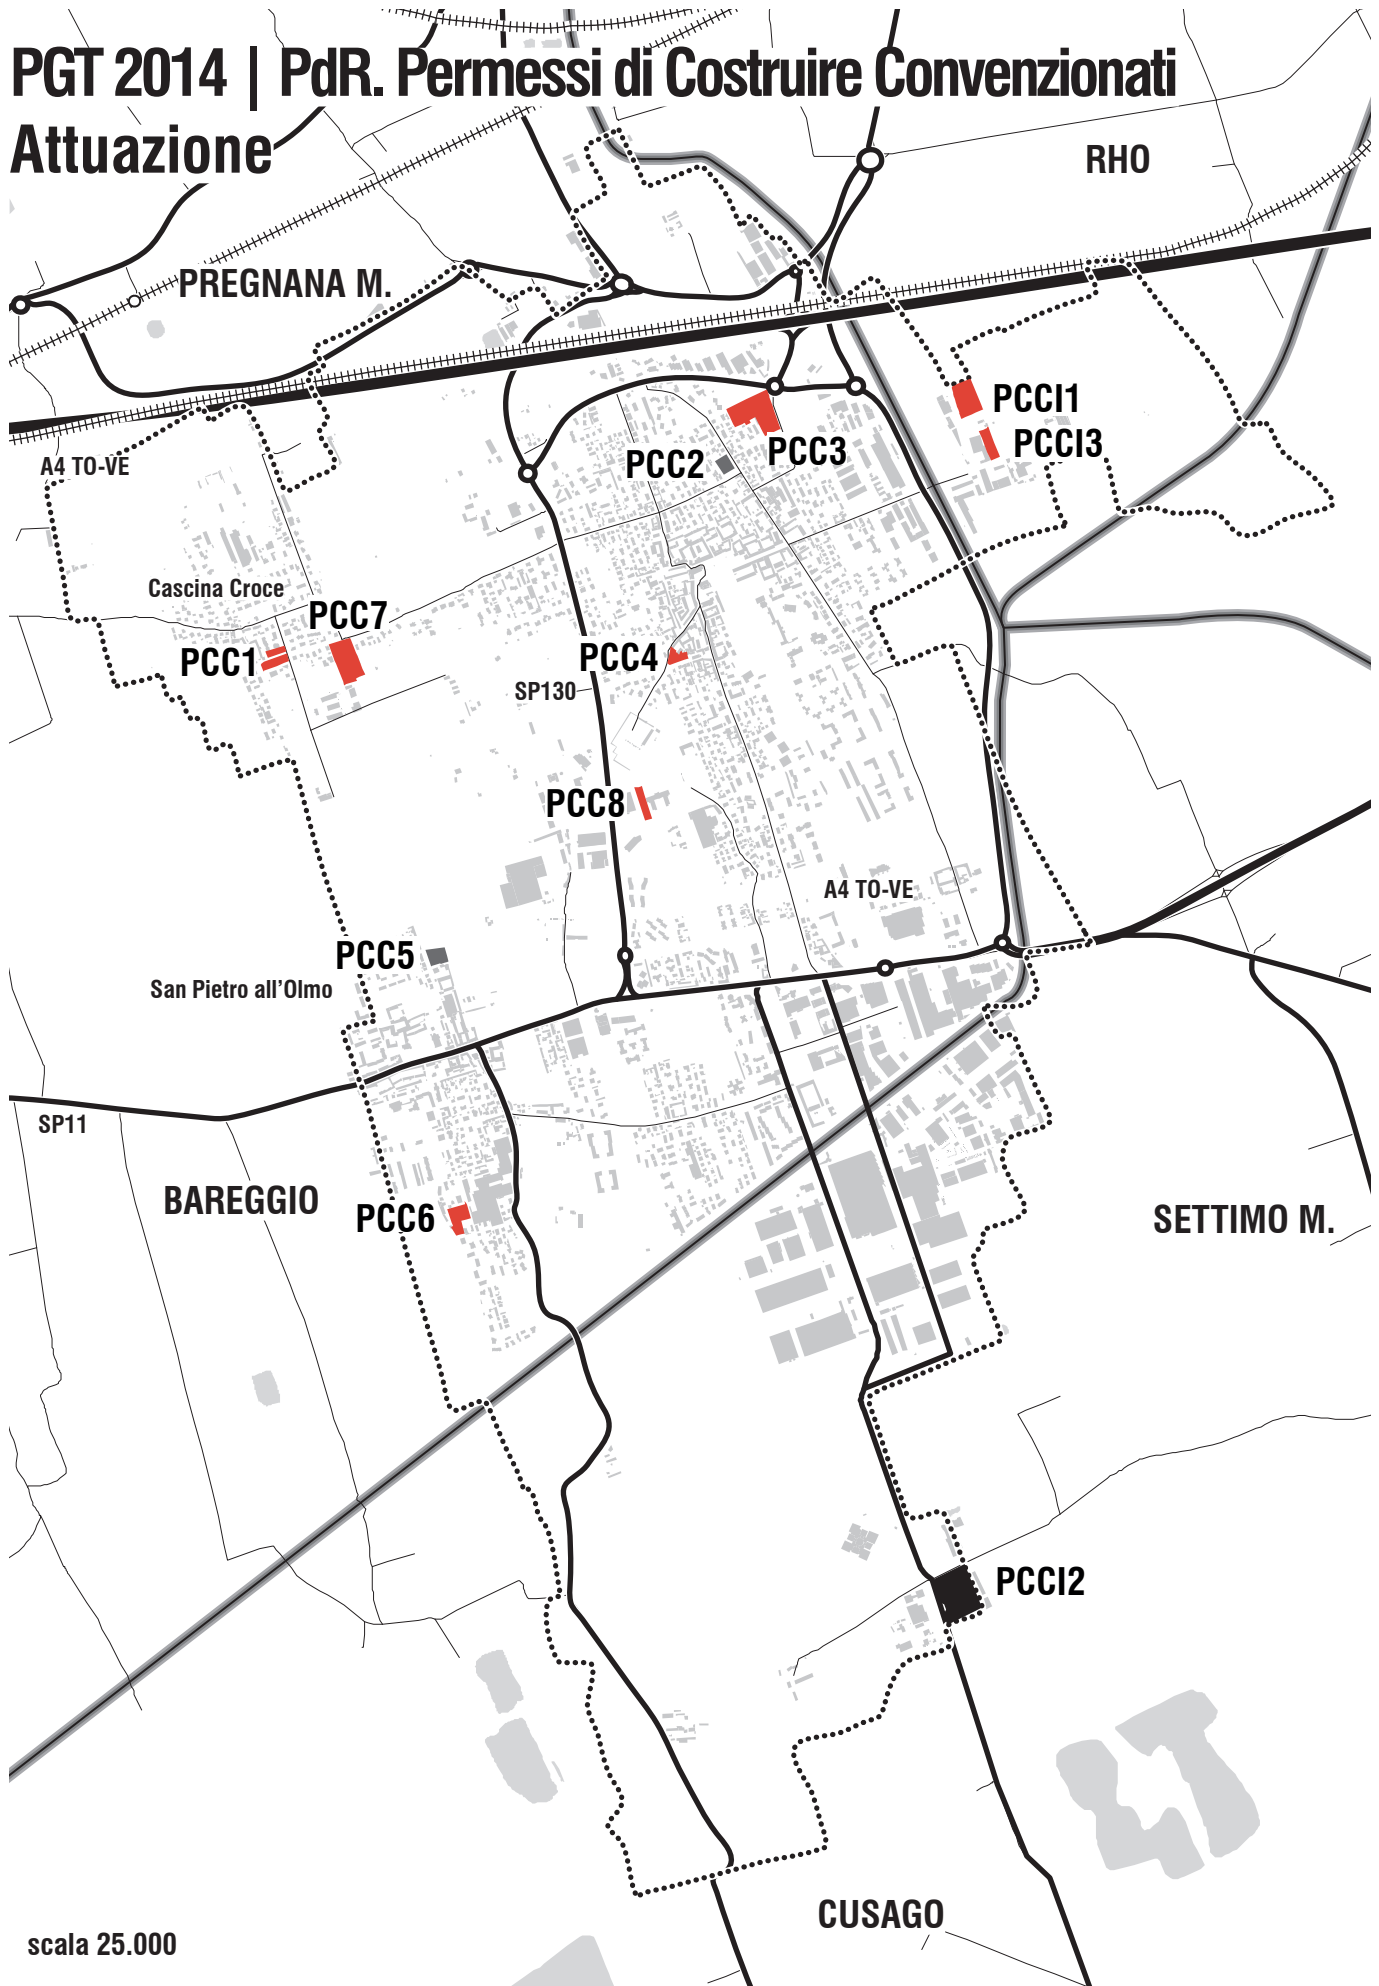 PGT 2014 | PdR. Permessi di Costruire Convenzionati
Attuazione
RHO
PREGNANA M.
PCCI1
PCCI3
PCC3
PCC2
A4 TO-VE
Cascina Croce
PCC7
PCC1
PCC4
SP130
PCC8
A4 TO-VE
PCC5
San Pietro all'Olmo
SP11
BAREGGIO
PCC6
SETTIMO M.
PCCI2
CUSAGO
scala 25.000